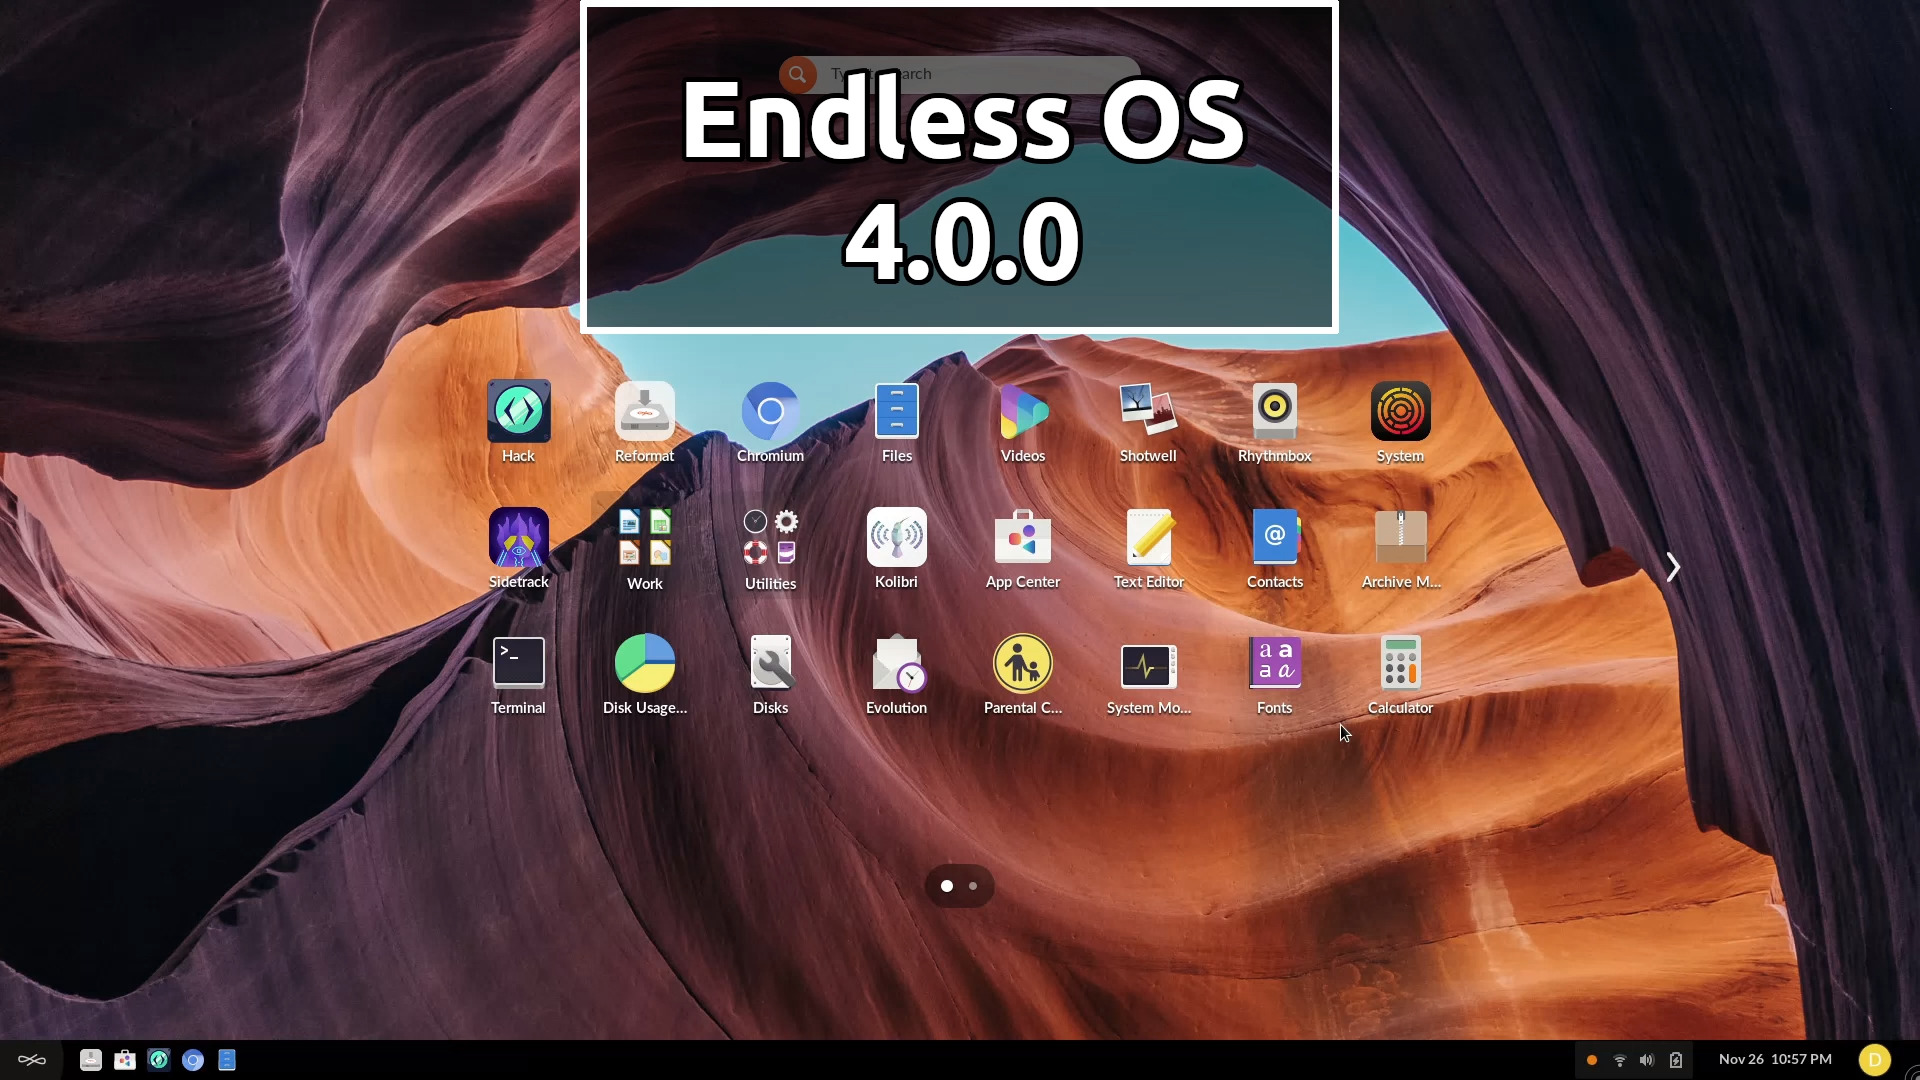 Endless OS
4.0.0
Hack
Reformat
Chromium
Files
Videos
Shotwell
Rhythmbox
System
Sidetrack
Work
Utilities
Kolibri
App Center
Text Editor
Contacts
Archive M...
Terminal
Disk Usage...
Disks
Evolution
Parental C...
System Mo...
Fonts
Calculator
Nov 26 10:57 PM
D